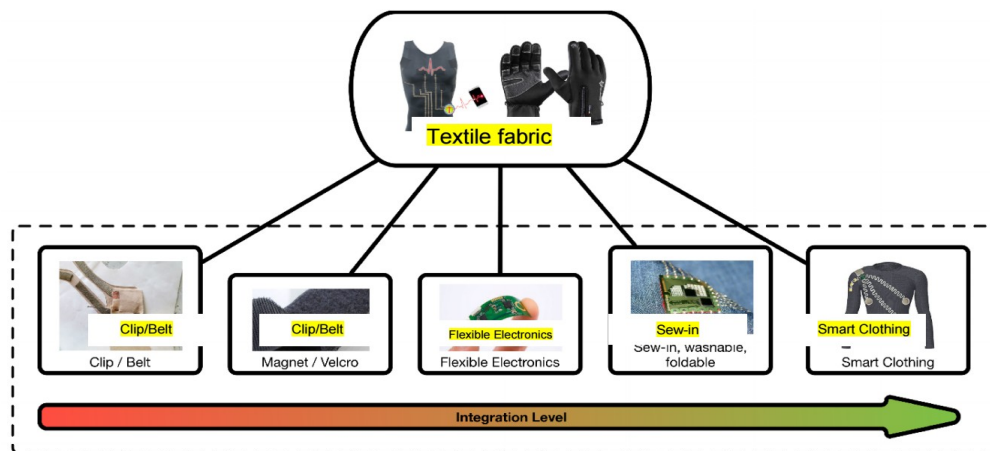 Textile fabric
Clip/Belt
Clip / Belt
Clip/Belt
Magnet / Velcro
Flexible Electronics
Flexible Electronics
Sew-in
Sew-in, washable,
foldable
Smart Clothing
Smart Clothing
Integration Level